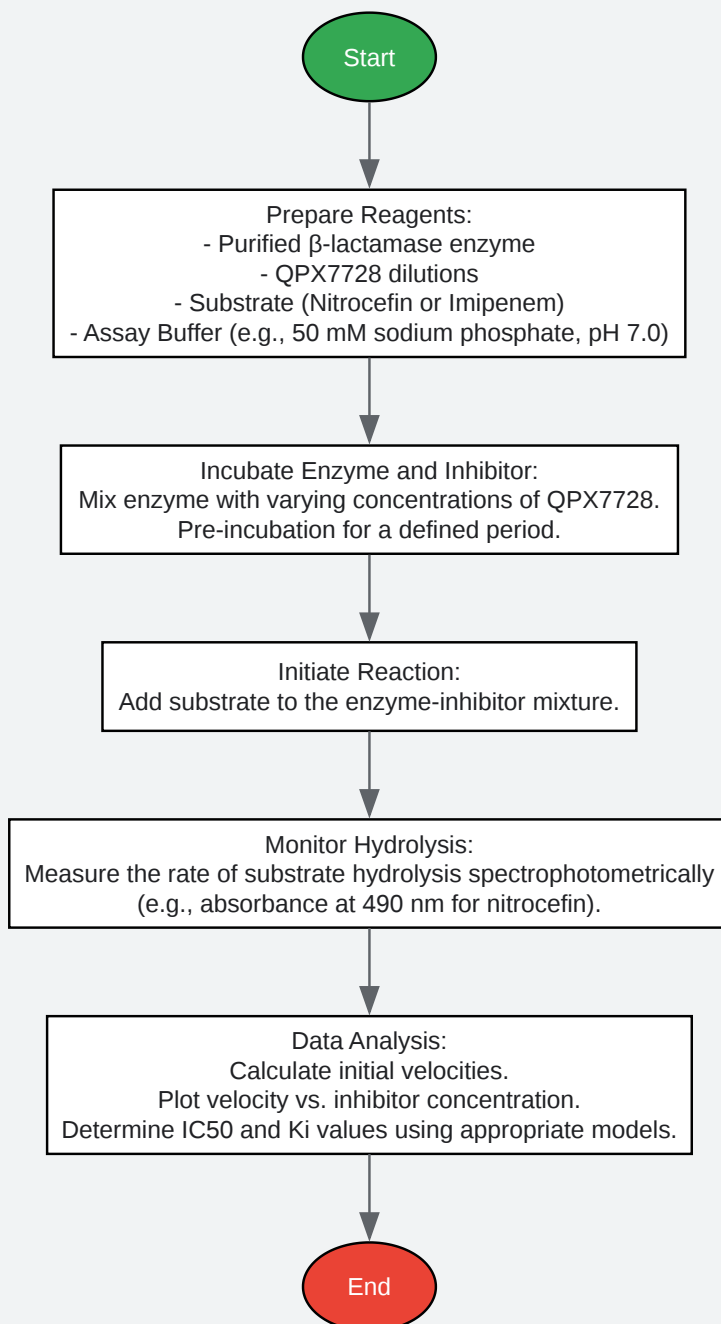 Start
Prepare Reagents:
- Purified β-lactamase enzyme
- QPX7728 dilutions
- Substrate (Nitrocefin or Imipenem)
- Assay Buffer (e.g., 50 mM sodium phosphate, pH 7.0)
Incubate Enzyme and Inhibitor:
Mix enzyme with varying concentrations of QPX7728.
Pre-incubation for a defined period.
Initiate Reaction:
Add substrate to the enzyme-inhibitor mixture.
Monitor Hydrolysis:
Measure the rate of substrate hydrolysis spectrophotometrically
(e.g., absorbance at 490 nm for nitrocefin).
Data Analysis:
Calculate initial velocities.
Plot velocity vs. inhibitor concentration.
Determine IC50 and Ki values using appropriate models.
End